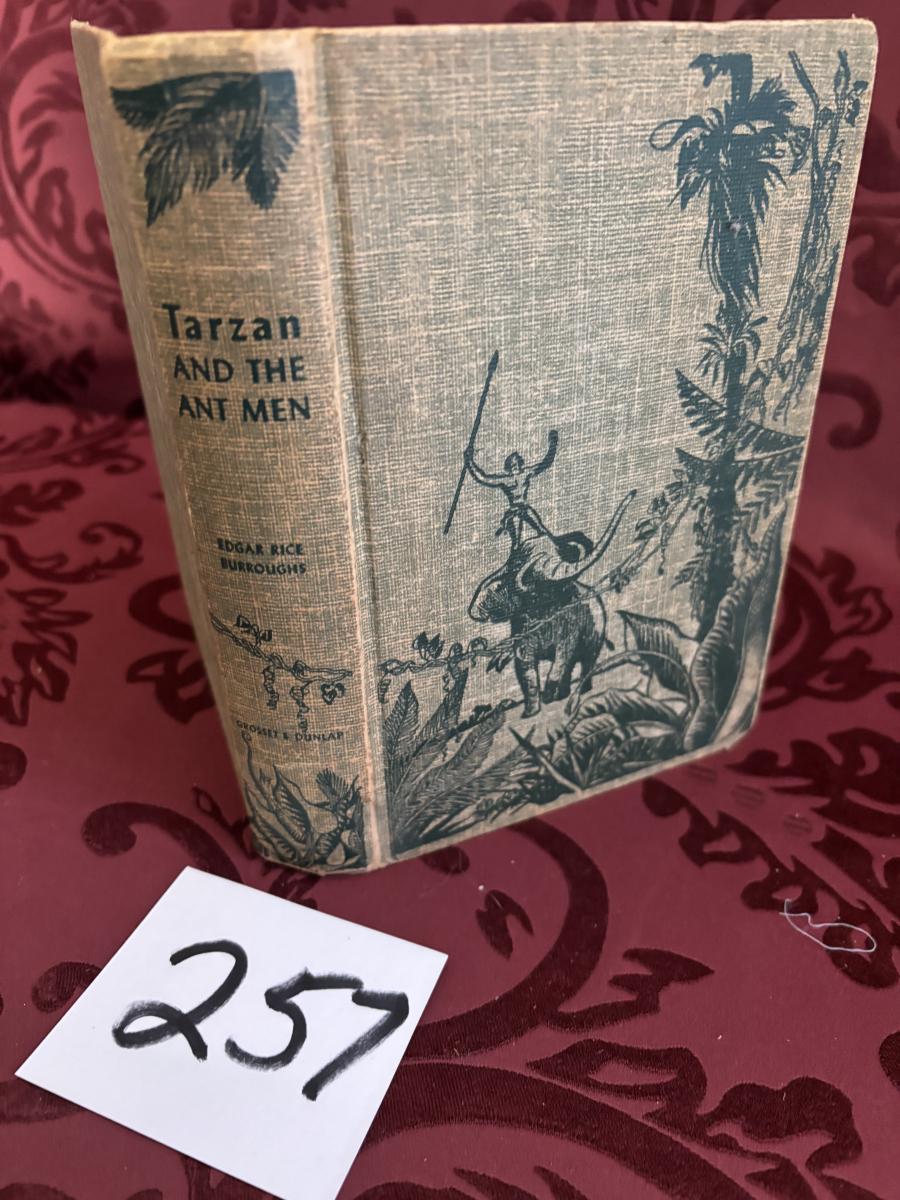 Tarzan
AND THE
ANT MEN
EDGAR RICE
BURROUGHS
GROSSET & DUNLAP
257